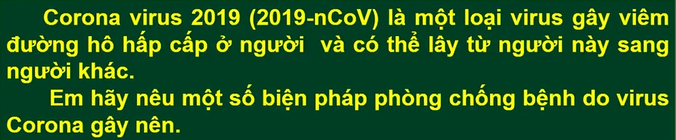 Corona virus 2019 (2019-nCoV) là một loại virus gây viêm
đường hô hấp cấp ở người và có thể lây từ người này sang
người khác.
Em hãy nêu một số biện pháp phòng chống bệnh do virus
Corona gây nên.